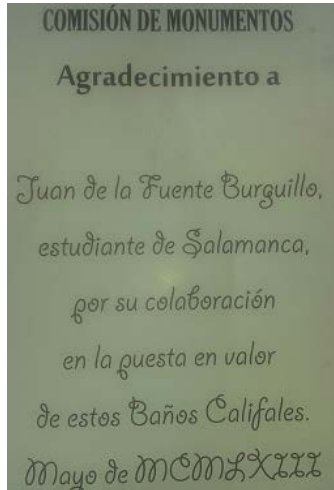 COMISIÓN DE MONUMENTOS
Agradecimiento a
Juan de la Fuente Burguillo,
estudiante de Salamanca,
por su colaboración
en la puesta en valor
de estos Baños Califales.
Mayo de MCMLXIII